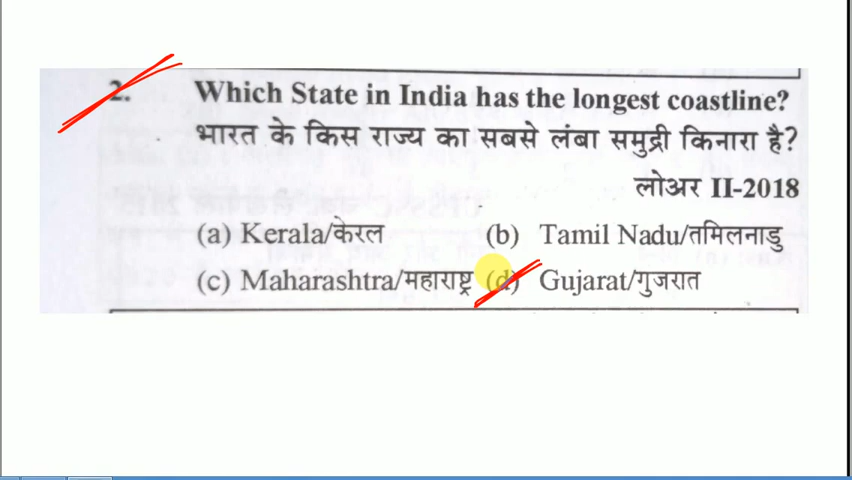 2. Which State in India has the longest coastline?
भारत के किस राज्य का सबसे लंबा समुद्री किनारा है?
लोअर II-2018
(a) Kerala/केरल (b) Tamil Nadu/तमिलनाडु
(c) Maharashtra/महाराष्ट्र (d) Gujarat/गुजरात